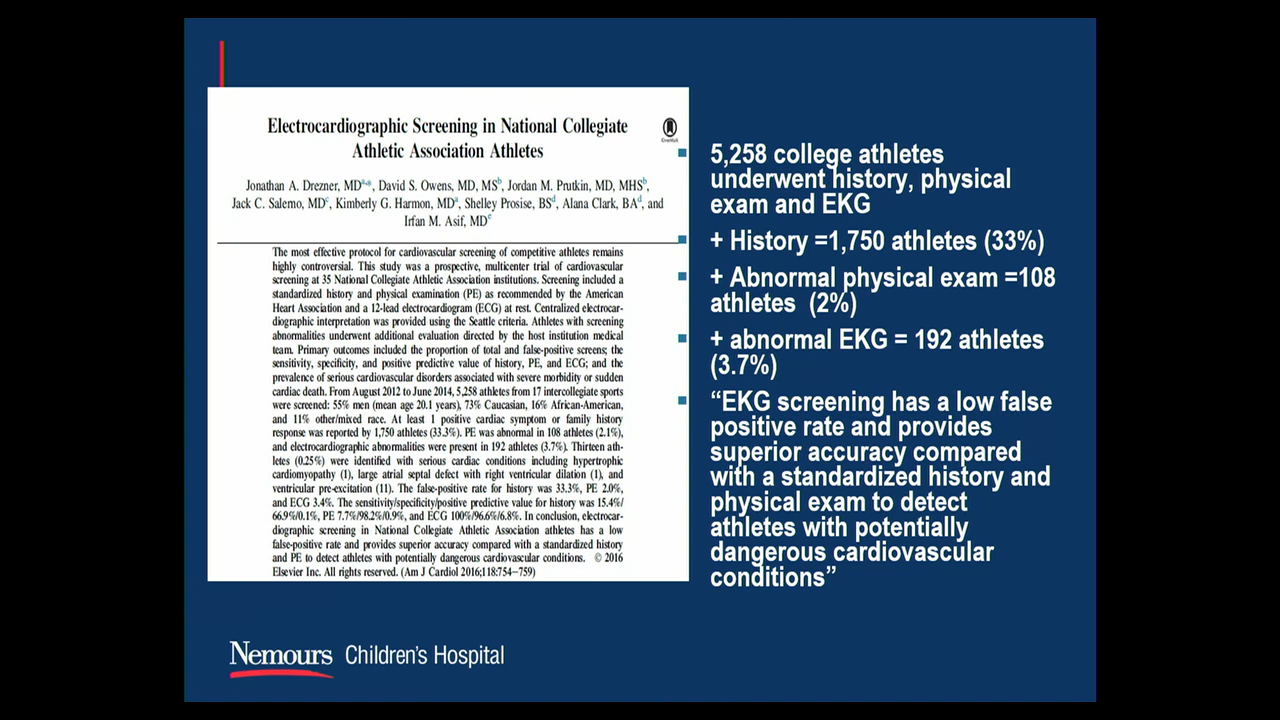 Electrocardiographic Screening in National Collegiate
Athletic Association Athletes
CrossMark
Jonathan A. Drezner, MDa,*, David S. Owens, MD, MSb, Jordan M. Prutkin, MD, MHSb,
Jack C. Salerno, MDc, Kimberly G. Harmon, MDa, Shelley Prosise, BSd, Alana Clark, BAd, and
Irfan M. Asif, MDe
The most effective protocol for cardiovascular screening of competitive athletes remains
highly controversial. This study was a prospective, multicenter trial of cardiovascular
screening at 35 National Collegiate Athletic Association institutions. Screening included a
standardized history and physical examination (PE) as recommended by the American
Heart Association and a 12-lead electrocardiogram (ECG) at rest. Centralized electrocar-
diographic interpretation was provided using the Seattle criteria. Athletes with screening
abnormalities underwent additional evaluation directed by the host institution medical
team. Primary outcomes included the proportion of total and false-positive screens; the
sensitivity, specificity, and positive predictive value of history, PE, and ECG; and the
prevalence of serious cardiovascular disorders associated with severe morbidity or sudden
cardiac death. From August 2012 to June 2014, 5,258 athletes from 17 intercollegiate sports
were screened: 55% men (mean age 20.1 years), 73% Caucasian, 16% African-American,
and 11% other/mixed race. At least 1 positive cardiac symptom or family history
response was reported by 1,750 athletes (33.3%). PE was abnormal in 108 athletes (2.1%),
and electrocardiographic abnormalities were present in 192 athletes (3.7%). Thirteen ath-
letes (0.25%) were identified with serious cardiac conditions including hypertrophic
cardiomyopathy (1), large atrial septal defect with right ventricular dilation (1), and
ventricular pre-excitation (11). The false-positive rate for history was 33.3%, PE 2.0%,
and ECG 3.4%. The sensitivity/specificity/positive predictive value for history was 15.4%/
66.9%/0.1%, PE 7.7%/98.2%/0.9%, and ECG 100%/96.6%/6.8%. In conclusion, electrocar-
diographic screening in National Collegiate Athletic Association athletes has a low
false-positive rate and provides superior accuracy compared with a standardized history
and PE to detect athletes with potentially dangerous cardiovascular conditions. © 2016
Elsevier Inc. All rights reserved. (Am J Cardiol 2016;118:754–759)
5,258 college athletes
underwent history, physical
exam and EKG
+ History =1,750 athletes (33%)
+ Abnormal physical exam =108
athletes (2%)
+ abnormal EKG = 192 athletes
(3.7%)
“EKG screening has a low false
positive rate and provides
superior accuracy compared
with a standardized history and
physical exam to detect
athletes with potentially
dangerous cardiovascular
conditions”
Nemours Children's Hospital